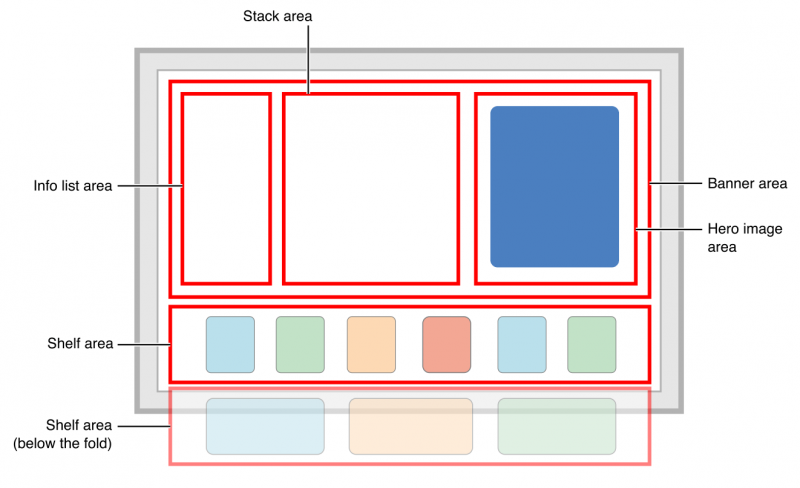 Stack area
Info list area
Banner area
Hero image
area
Shelf area
Shelf area
(below the fold)